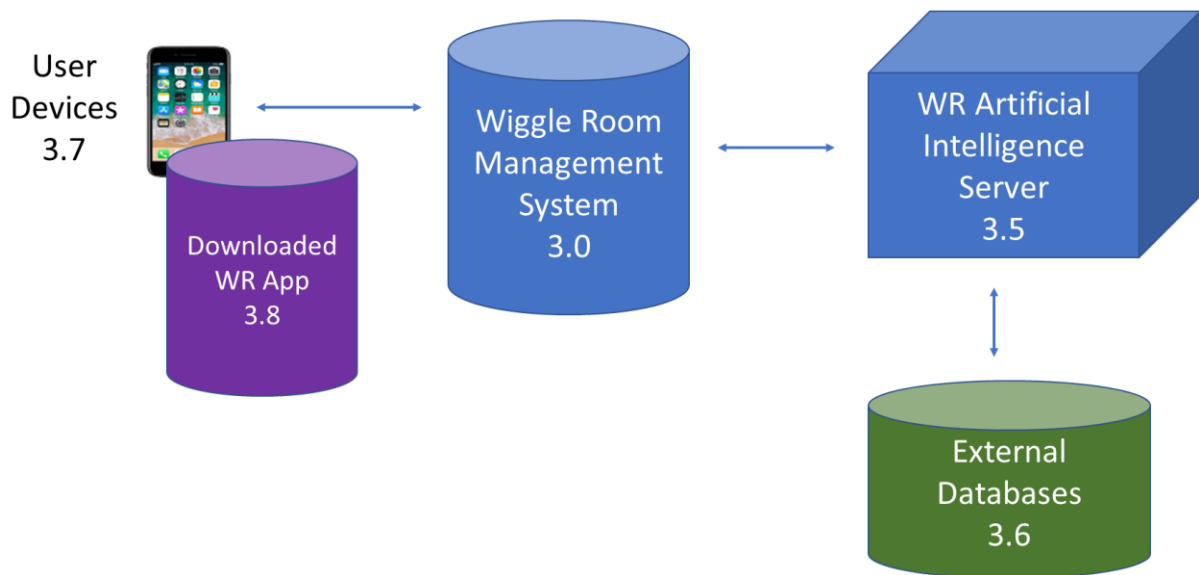 User
Devices
3.7
Downloaded
WR App
3.8
Wiggle Room
Management
System
3.0
WR Artificial
Intelligence
Server
3.5
External
Databases
3.6